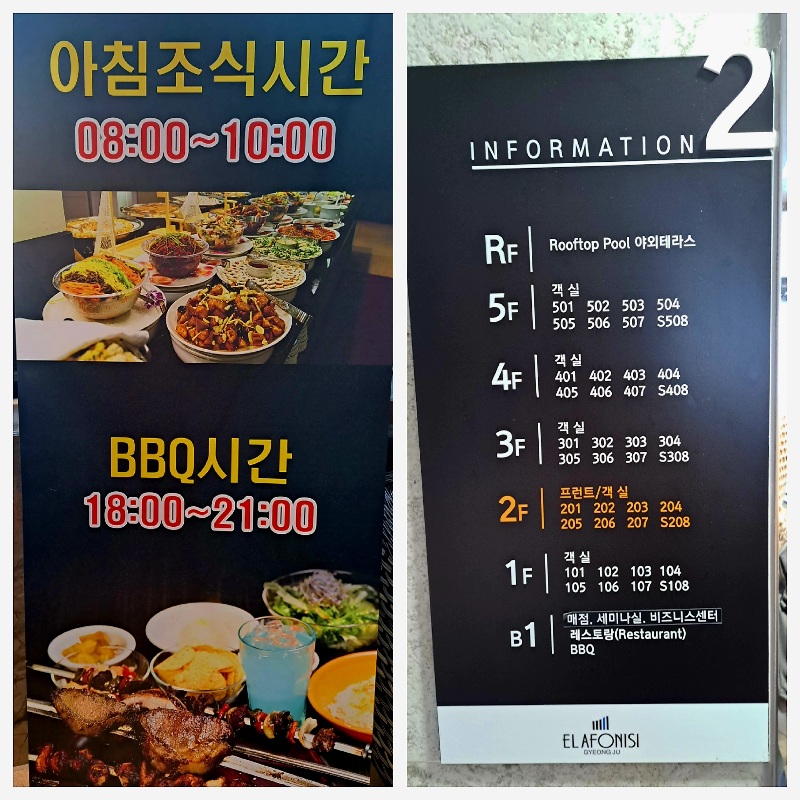 아침조식시간
08:00~10:00
BBQ시간
18:00~21:00
2
INFORMATION
RF
Rooftop Pool 야외테라스
5F
객 실
501 502 503 504
505 506 507 S508
4F
객 실
401 402 403 404
405 406 407 S408
3F
객 실
301 302 303 304
305 306 307 S308
2F
프런트/객 실
201 202 203 204
205 206 207 S208
1F
객 실
101 102 103 104
105 106 107 S108
B1
매점. 세미나실. 비즈니스센터
레스토랑(Restaurant)
BBQ
ELAFONISI
GYEONG JU